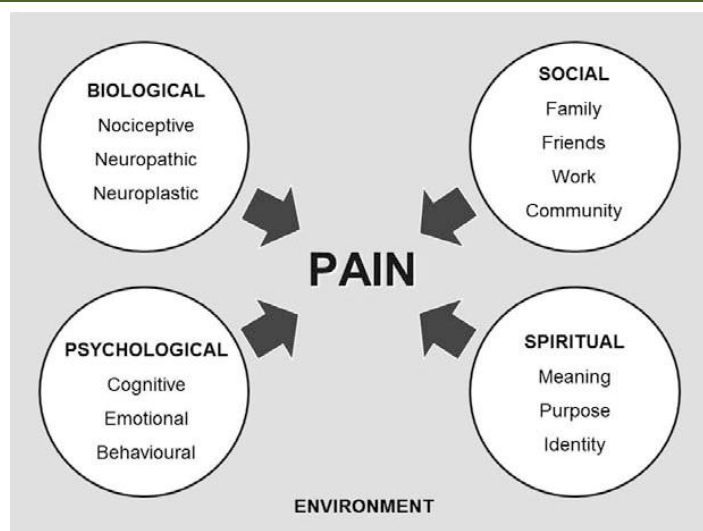 BIOLOGICAL
Nociceptive
Neuropathic
Neuroplastic
SOCIAL
Family
Friends
Work
Community
PAIN
PSYCHOLOGICAL
Cognitive
Emotional
Behavioural
SPIRITUAL
Meaning
Purpose
Identity
ENVIRONMENT